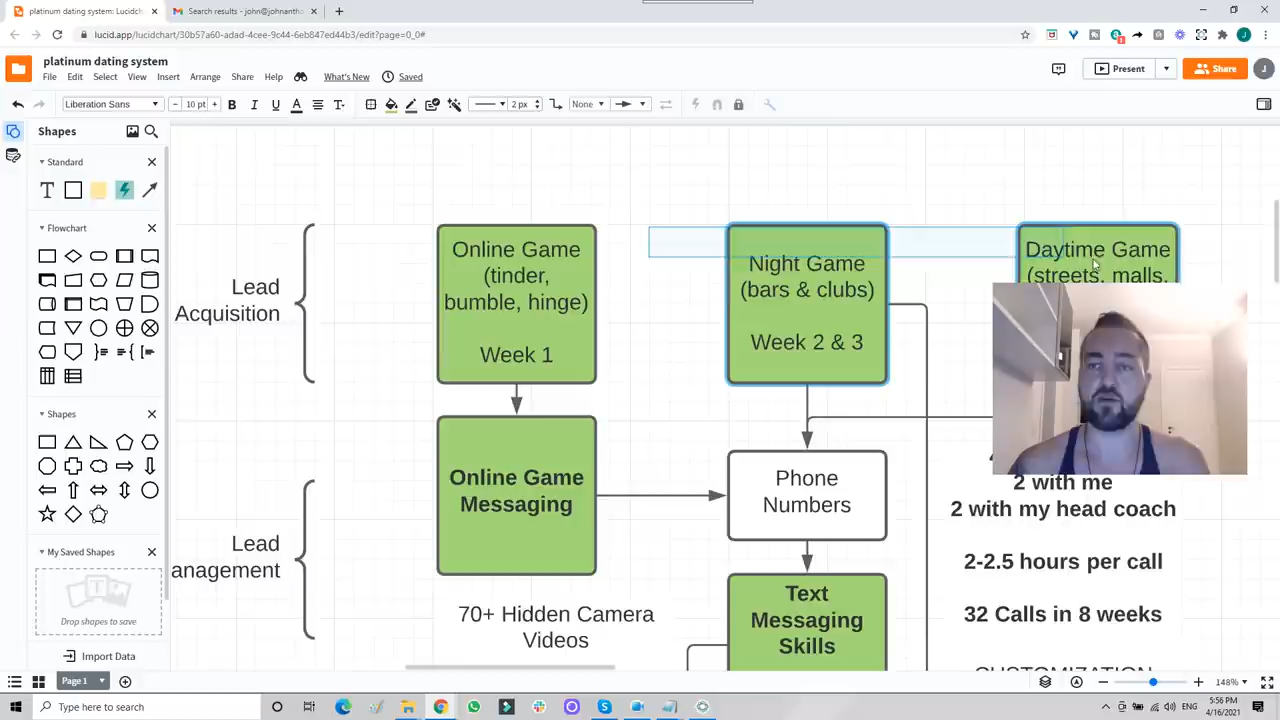 platinum dating system: Lucidch
Search results - john@johnantho
lucid.app/lucidchart/30b57a60-adad-4cee-9c44-6eb847ed44b3/edit?page=0_0#
platinum dating system
File Edit Select View Insert Arrange Share Help What's New Saved
Present
Share
J
Liberation Sans
10 pt
B I U A T
2 px
None
Shapes
Standard
T
Flowchart
Shapes
My Saved Shapes
Drop shapes to save
Import Data
Lead
Acquisition
Online Game
(tinder,
bumble, hinge)
Week 1
Night Game
(bars & clubs)
Week 2 & 3
Daytime Game
(streets, malls,
Online Game
Messaging
Phone
Numbers
2 with me
2 with my head coach
2-2.5 hours per call
32 Calls in 8 weeks
Lead
anagement
70+ Hidden Camera
Videos
Text
Messaging
Skills
CUSTOMIZATION
Page 1
148%
Type here to search
ENG
5:56 PM
4/16/2021